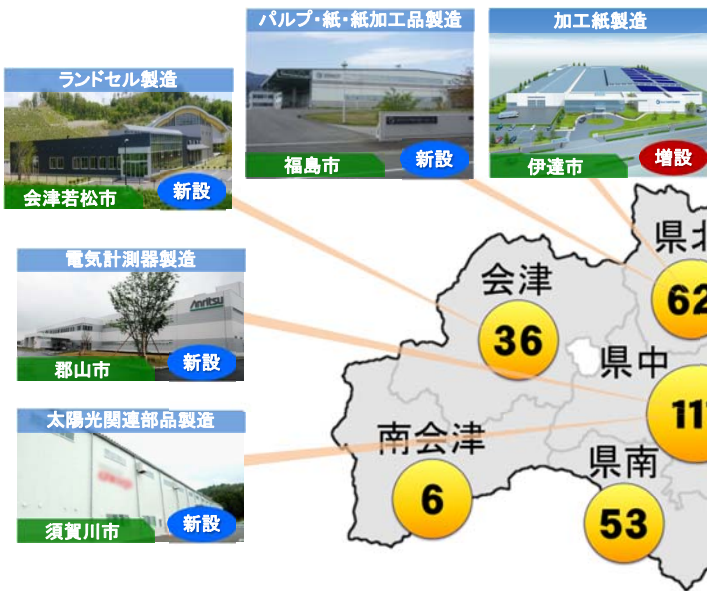 パルプ・紙・紙加工品製造
加工紙製造
ランドセル製造
福島市
新設
伊達市
増設
会津若松市
新設
電気計測器製造
Anritsu
郡山市
新設
太陽光関連部品製造
須賀川市
新設
県北
62
会津
36
県中
南会津
6
県南
53